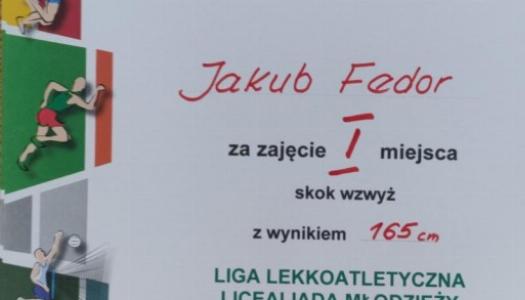 Jakub Fedor
za zajęcie I miejsca
skok wzwyż
z wynikiem 165 cm
LIGA LEKKOATLETYCZNA
LICEALIADA MŁODZIEŻY